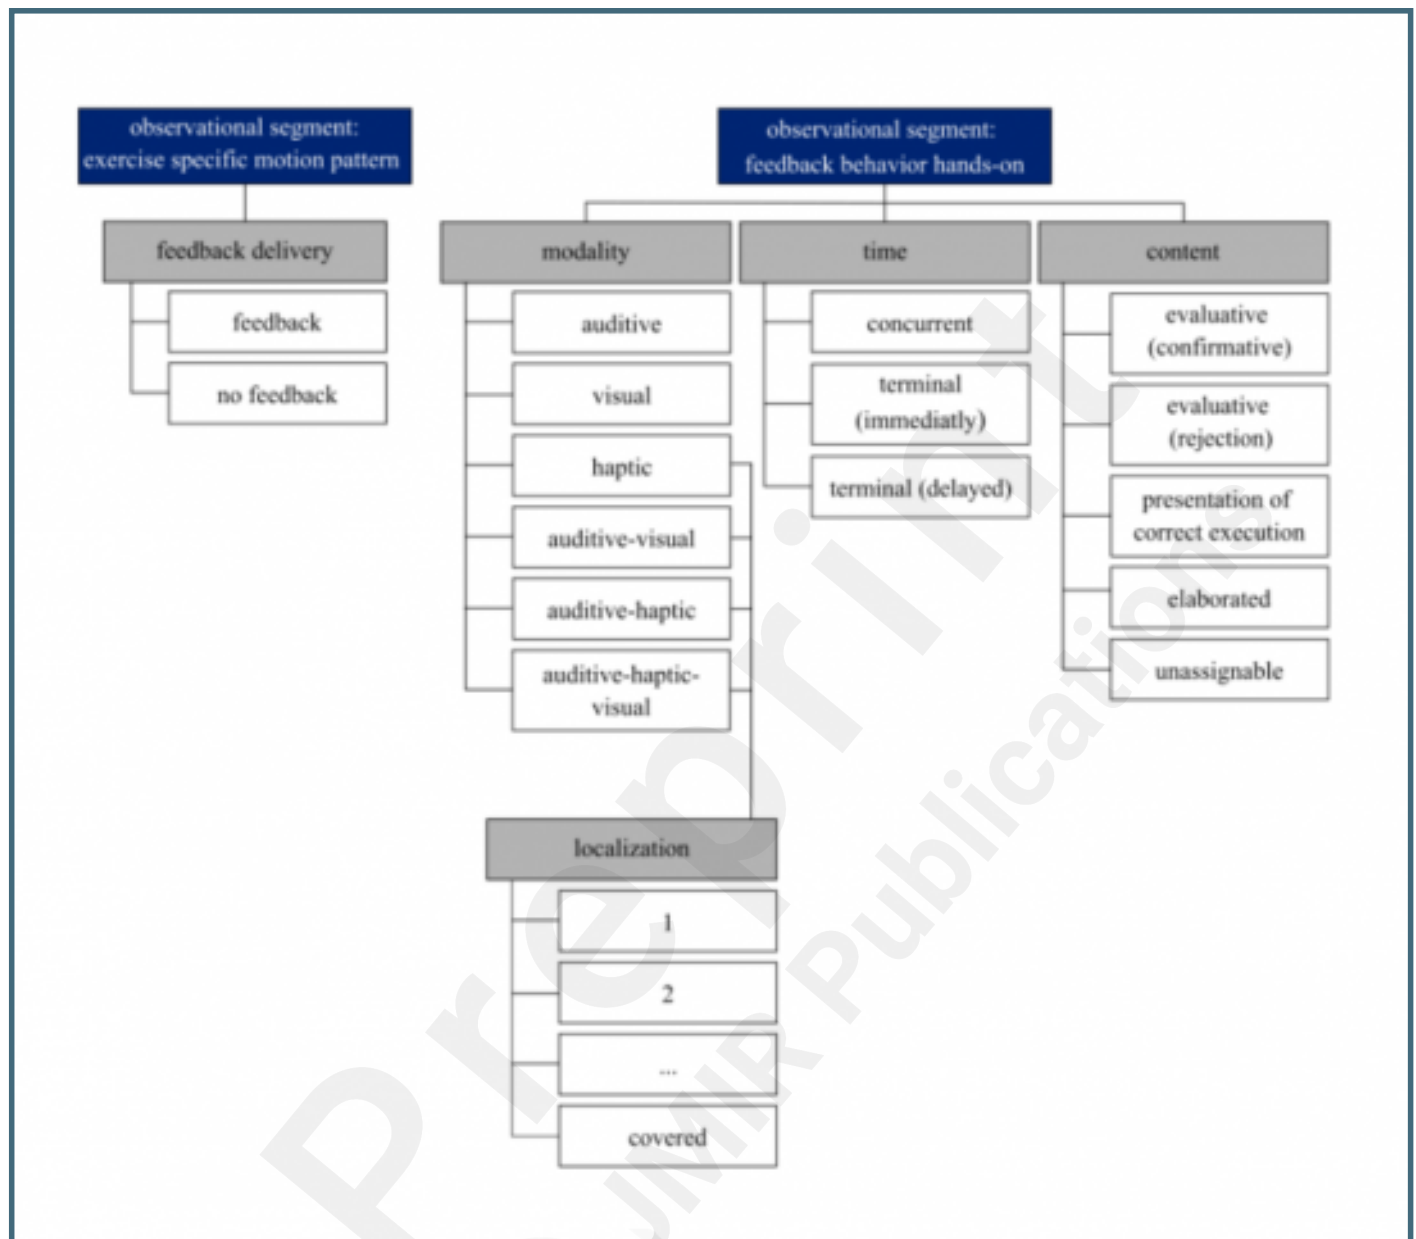 observational segment:
exercise specific motion pattern
feedback delivery
feedback
no feedback
observational segment:
feedback behavior hands-on
modality
auditive
visual
haptic
auditive-visual
auditive-haptic
auditive-haptic-
visual
localization
1
2
...
covered
time
concurrent
terminal
(immediatly)
terminal (delayed)
content
evaluative
(confirmative)
evaluative
(rejection)
presentation of
correct execution
elaborated
unassignable
Preprint
JMIR Publications